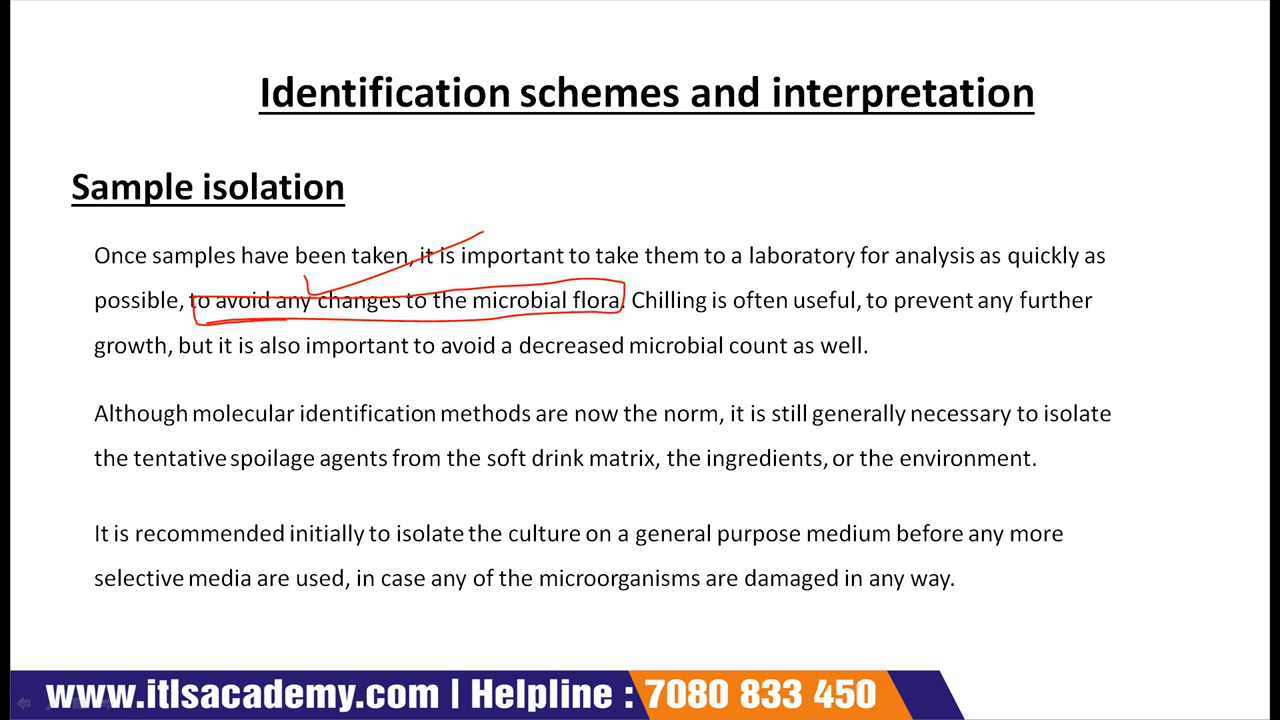 Identification schemes and interpretation
Sample isolation
Once samples have been taken, it is important to take them to a laboratory for analysis as quickly as
possible, to avoid any changes to the microbial flora. Chilling is often useful, to prevent any further
growth, but it is also important to avoid a decreased microbial count as well.
Although molecular identification methods are now the norm, it is still generally necessary to isolate
the tentative spoilage agents from the soft drink matrix, the ingredients, or the environment.
It is recommended initially to isolate the culture on a general purpose medium before any more
selective media are used, in case any of the microorganisms are damaged in any way.
www.itlsacademy.com | Helpline : 7080 833 450